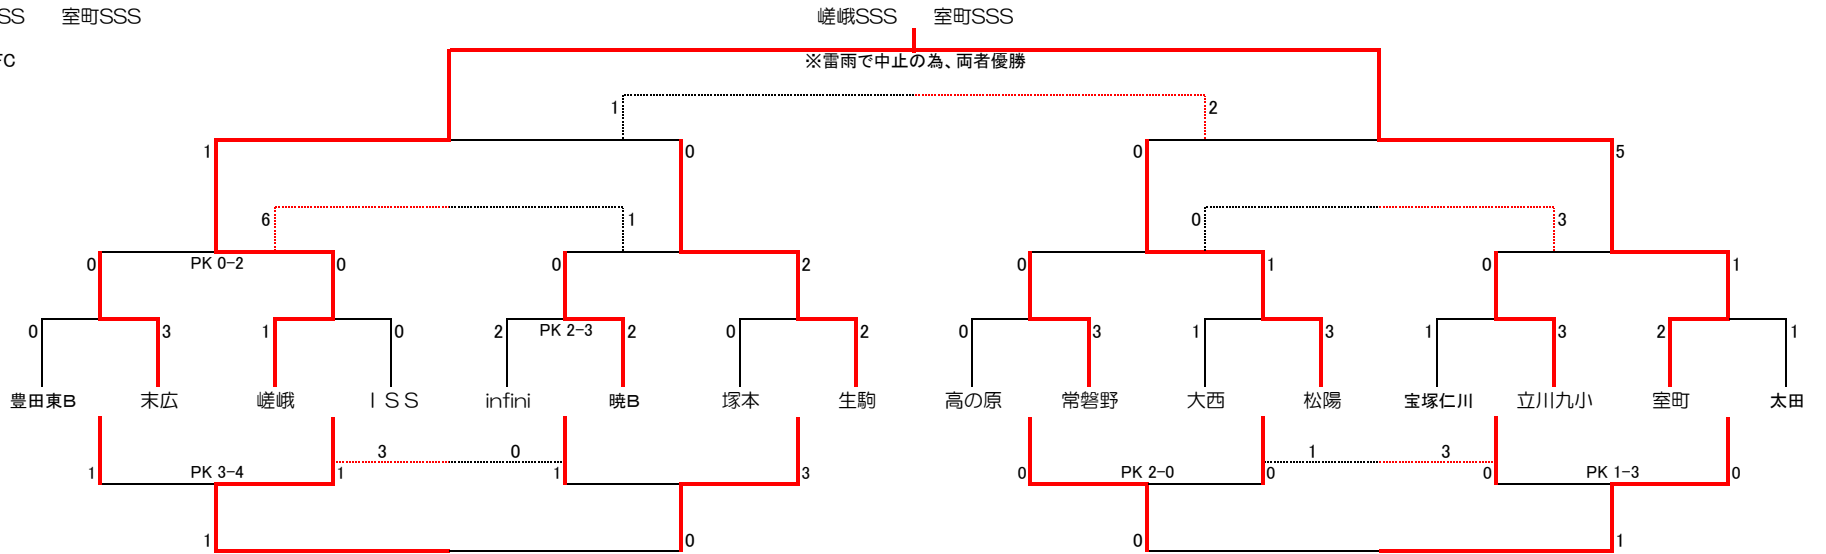 SS 室町SSS 嵯峨SSS 室町SSS
FC ※雷雨で中止の為、両者優勝
1 2
1 0 0 5
6 1 0 3
0 PK 0-2 0 0 2 0 1 0 1
0 3 1 0 2 PK 2-3 2 0 2 0 3 1 3 1 3 2 1
豊田東B 末広 嵯峨 ISS infini 暁B 塚本 生駒 高の原 常磐野 大西 松陽 宝塚仁川 立川九小 室町 太田
3 0 1 3
1 PK 3-4 1 1 3 0 PK 2-0 0 0 PK 1-3 0
1 0 0 1